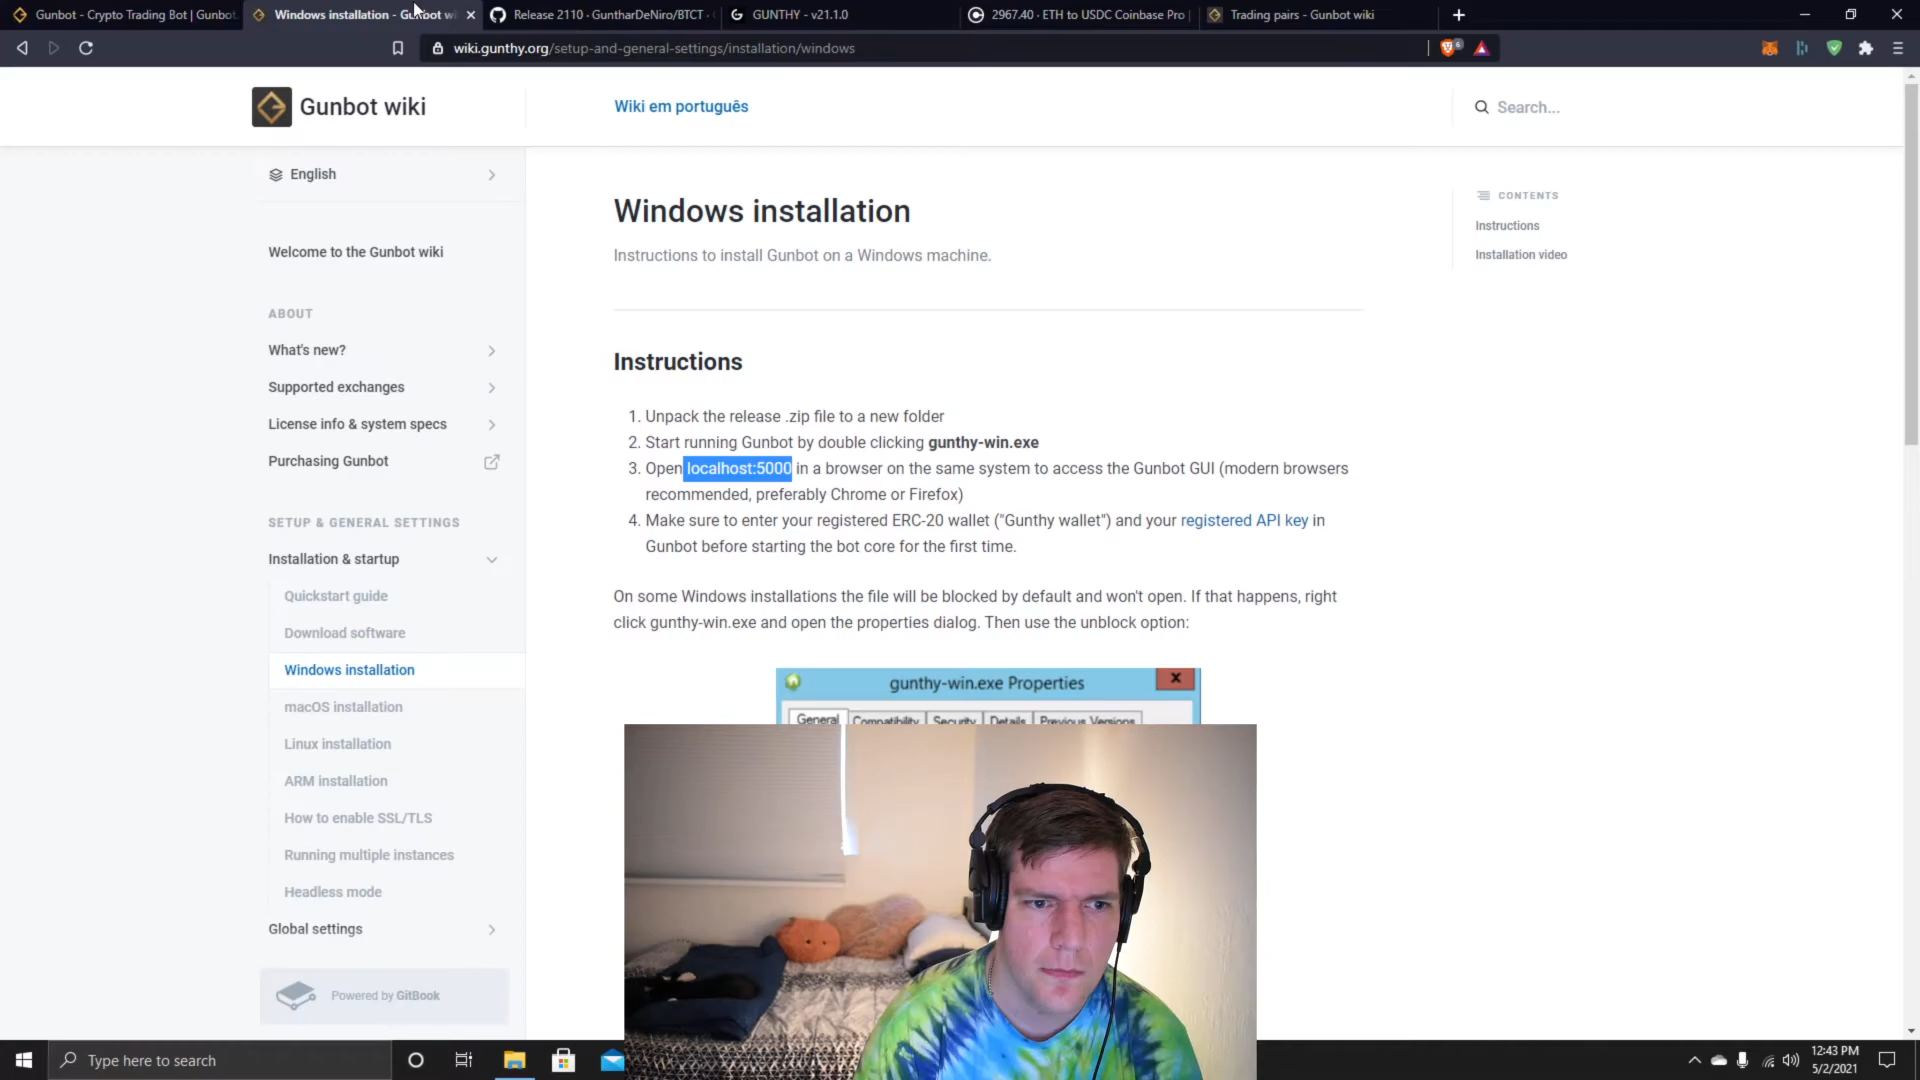 Gunbot - Crypto Trading Bot | Gunbot.
Windows installation - Gunbot wi
Release 2110 · GuntharDeNiro/BTCT ·
GUNTHY - v21.1.0
2967.40 · ETH to USDC Coinbase Pro |
Trading pairs - Gunbot wiki
wiki.gunthy.org/setup-and-general-settings/installation/windows
6
Gunbot wiki
Wiki em português
Search...
English
Welcome to the Gunbot wiki
ABOUT
What's new?
Supported exchanges
License info & system specs
Purchasing Gunbot
SETUP & GENERAL SETTINGS
Installation & startup
Quickstart guide
Download software
Windows installation
macOS installation
Linux installation
ARM installation
How to enable SSL/TLS
Running multiple instances
Headless mode
Global settings
Powered by GitBook
Windows installation
Instructions to install Gunbot on a Windows machine.
Instructions
1. Unpack the release .zip file to a new folder
2. Start running Gunbot by double clicking gunthy-win.exe
3. Open localhost:5000 in a browser on the same system to access the Gunbot GUI (modern browsers
recommended, preferably Chrome or Firefox)
4. Make sure to enter your registered ERC-20 wallet ("Gunthy wallet") and your registered API key in
Gunbot before starting the bot core for the first time.
On some Windows installations the file will be blocked by default and won't open. If that happens, right
click gunthy-win.exe and open the properties dialog. Then use the unblock option:
gunthy-win.exe Properties
General Compatibility Security Details Previous Versions
CONTENTS
Instructions
Installation video
Type here to search
12:43 PM
5/2/2021